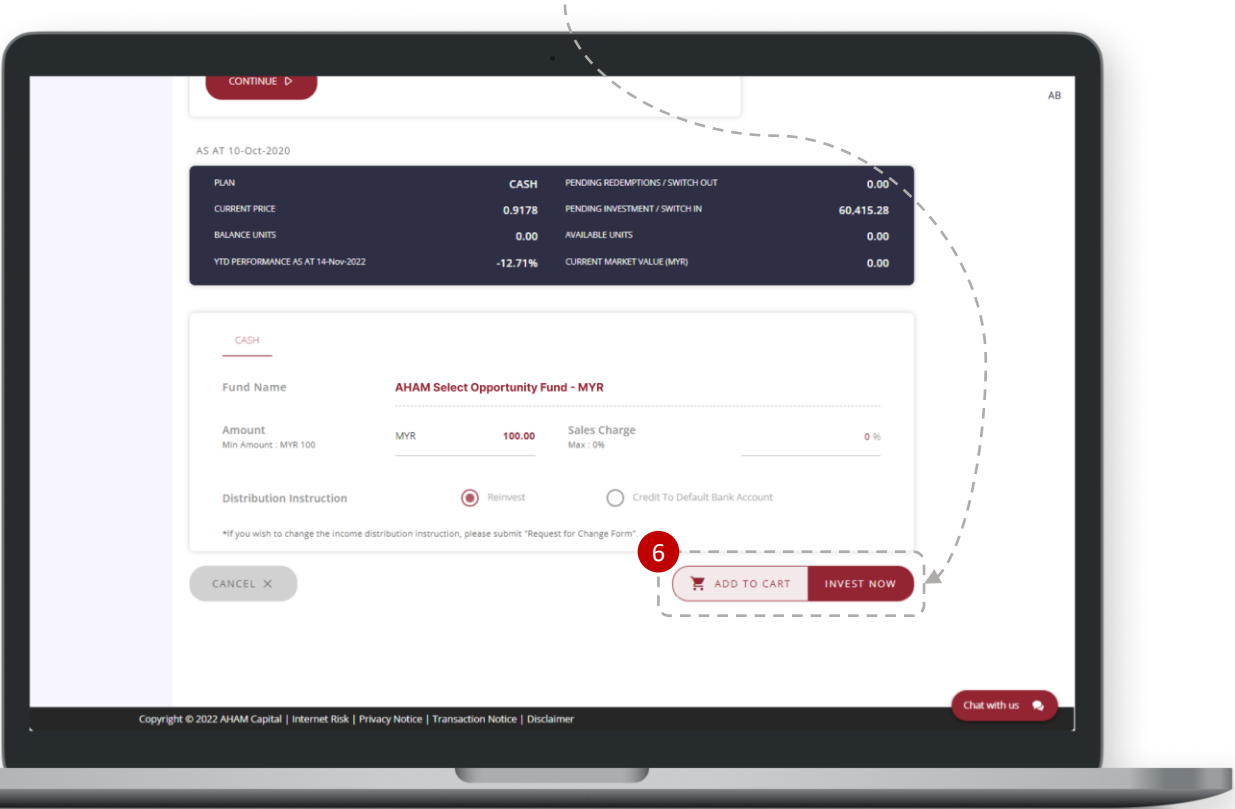 CONTINUE
AB
AS AT 10-Oct-2020
PLAN CASH PENDING REDEMPTIONS / SWITCH OUT 0.00
CURRENT PRICE 0.9178 PENDING INVESTMENT / SWITCH IN 60,415.28
BALANCE UNITS 0.00 AVAILABLE UNITS 0.00
YTD PERFORMANCE AS AT 14-Nov-2022 -12.71% CURRENT MARKET VALUE (MYR) 0.00
CASH
Fund Name AHAM Select Opportunity Fund - MYR
Amount MYR 100.00 Sales Charge 0 %
Min Amount : MYR 100 Max : 0%
Distribution Instruction Reinvest Credit To Default Bank Account
*If you wish to change the income distribution instruction, please submit "Request for Change Form".
6
CANCEL X ADD TO CART INVEST NOW
Chat with us
Copyright © 2022 AHAM Capital | Internet Risk | Privacy Notice | Transaction Notice | Disclaimer